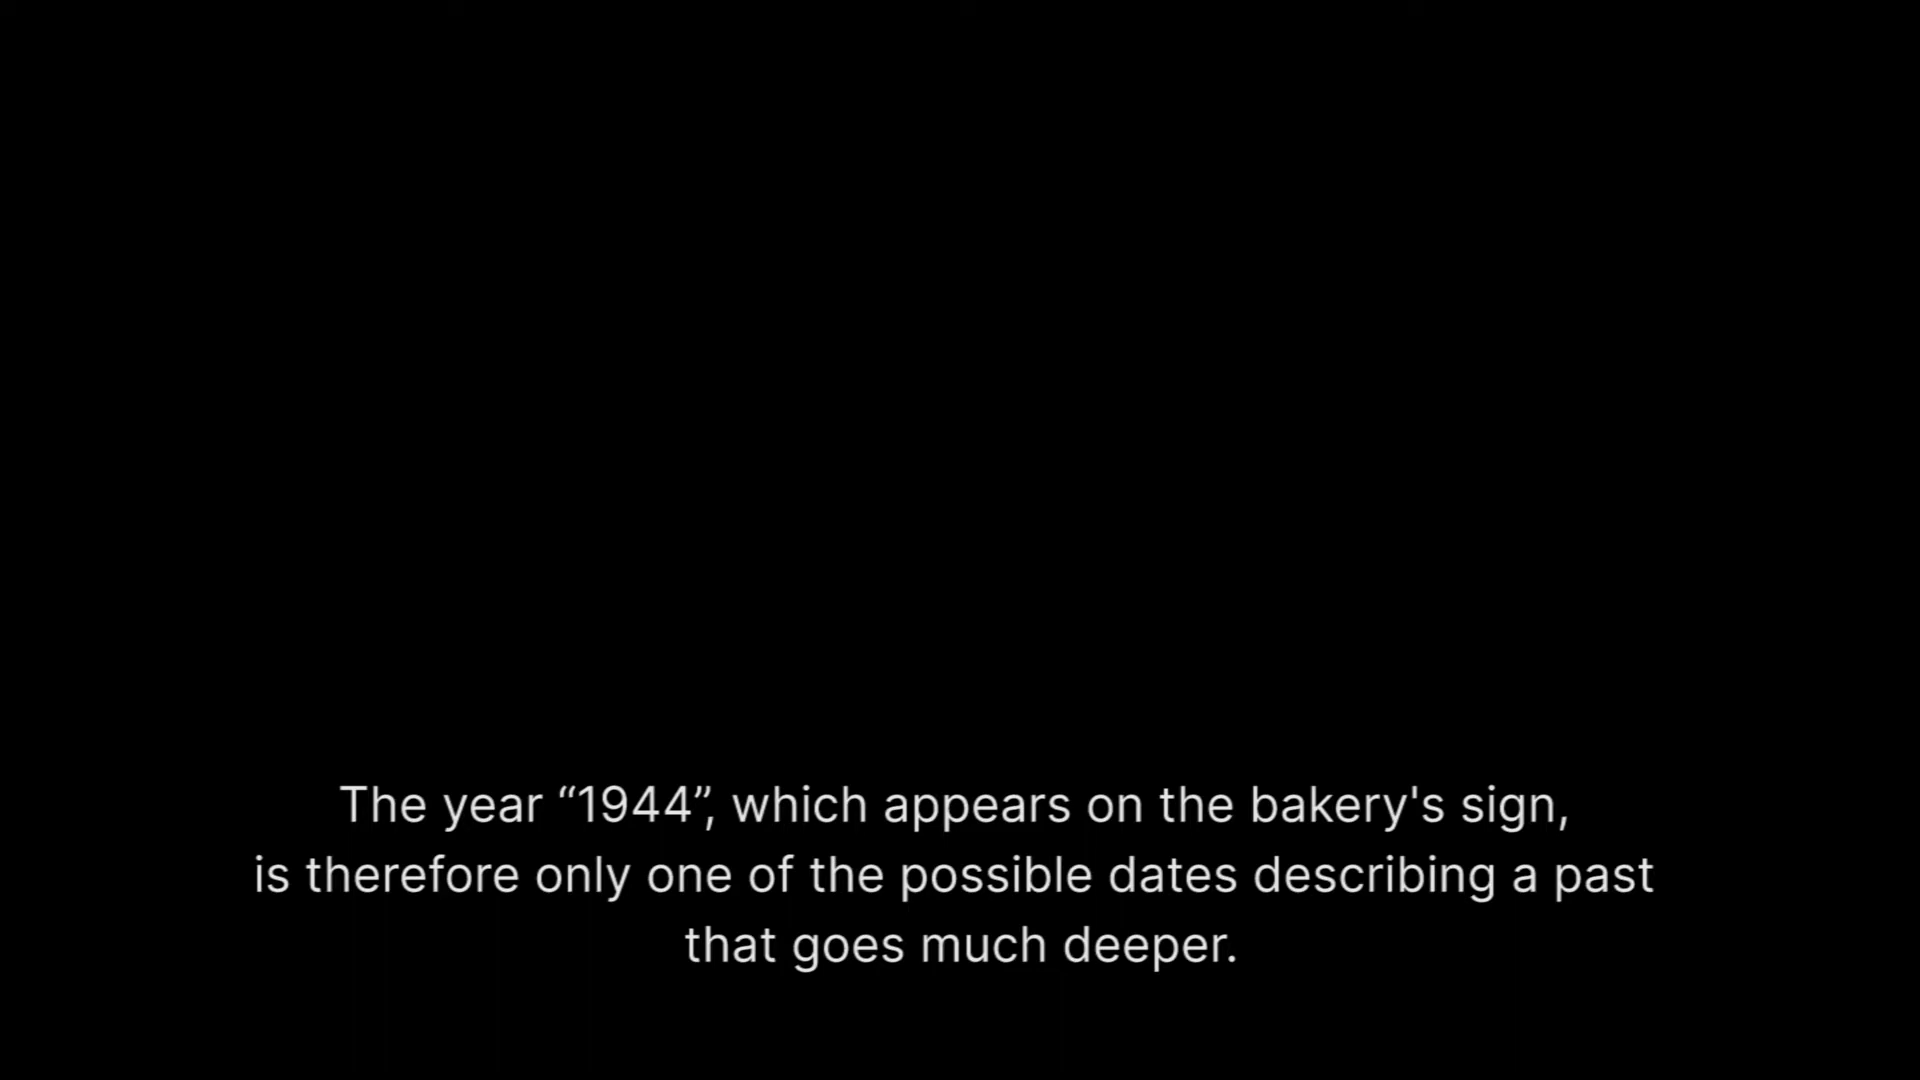 The year “1944”, which appears on the bakery's sign,
is therefore only one of the possible dates describing a past
that goes much deeper.